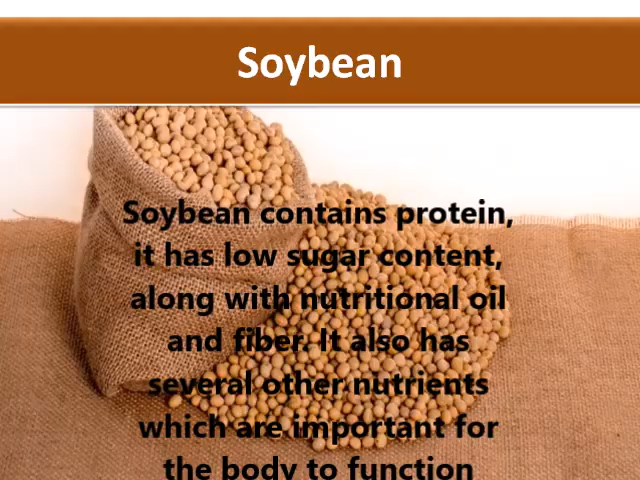 Soybean
Soybean contains protein,
it has low sugar content,
along with nutritional oil
and fiber. It also has
several other nutrients
which are important for
the body to function